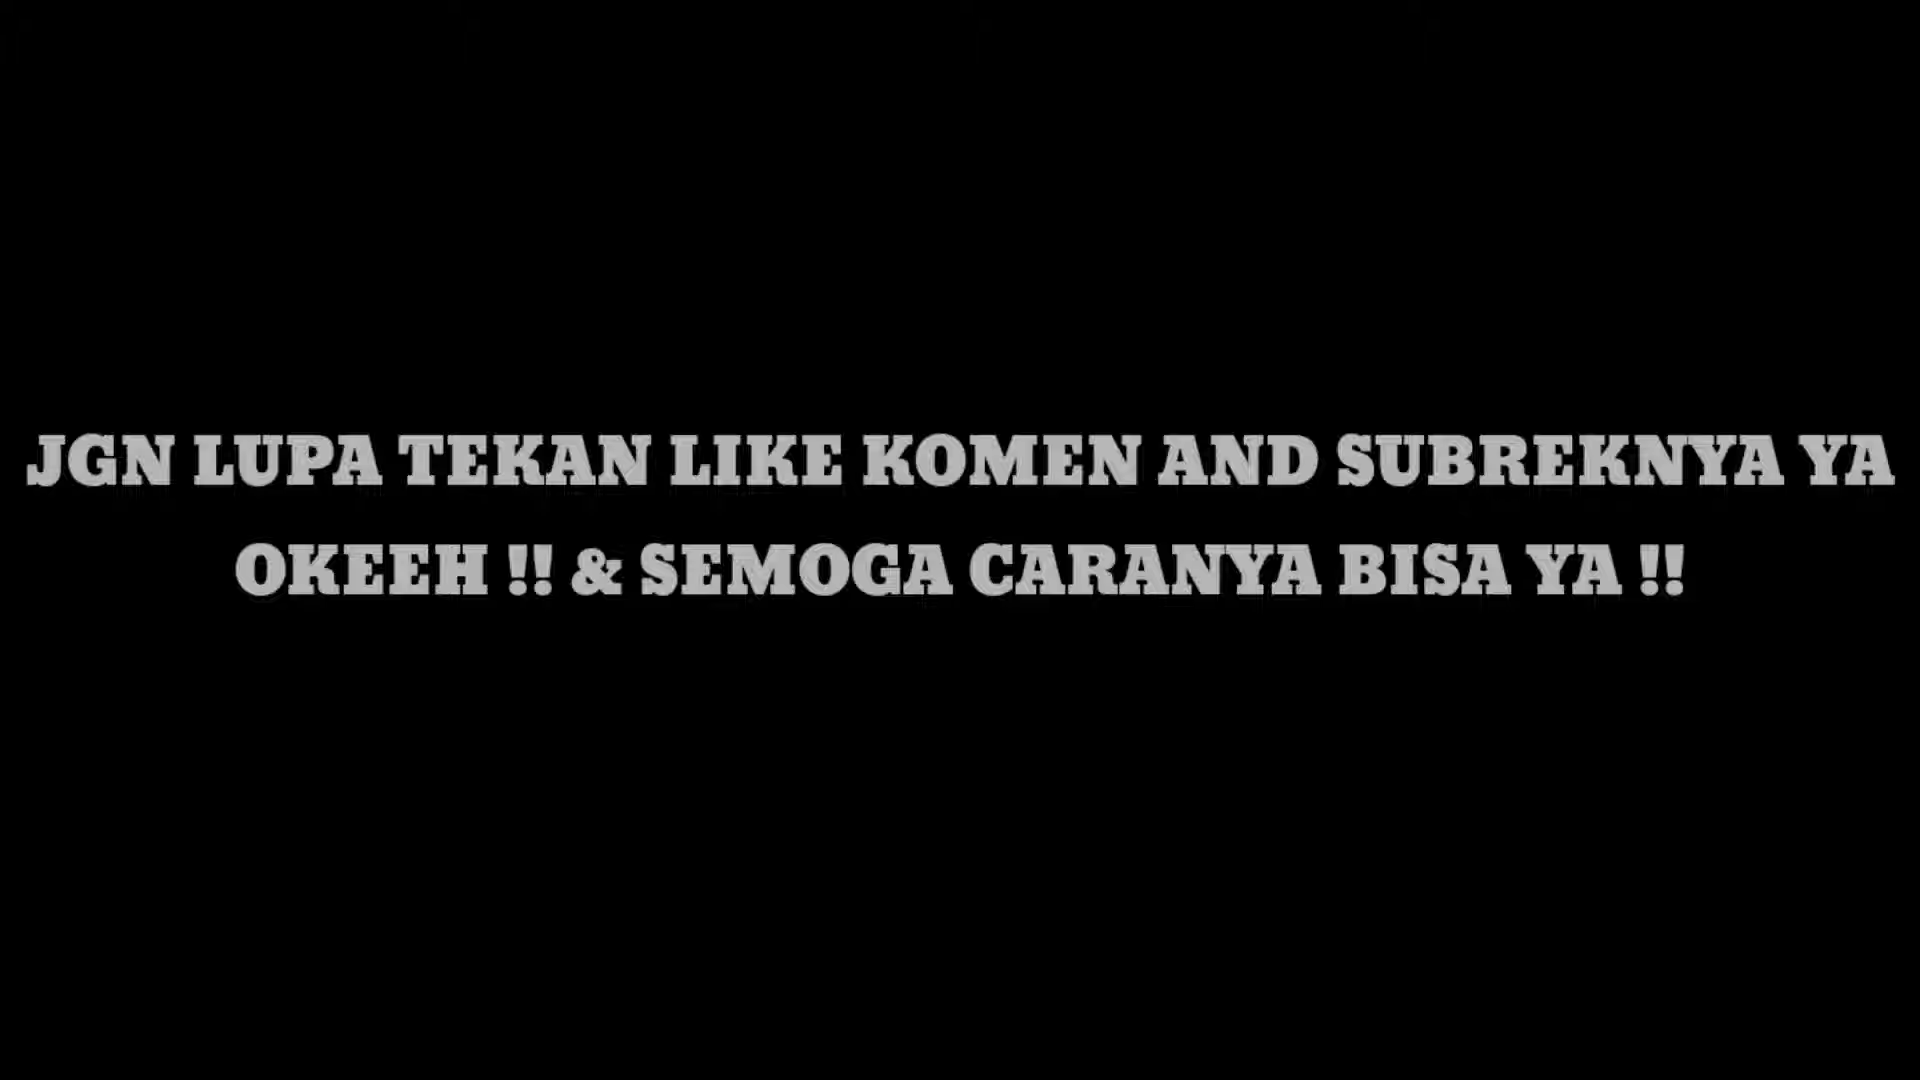 JGN LUPA TEKAN LIKE KOMEN AND SUBREKNYA YA
OKEEH !! & SEMOGA CARANYA BISA YA !!